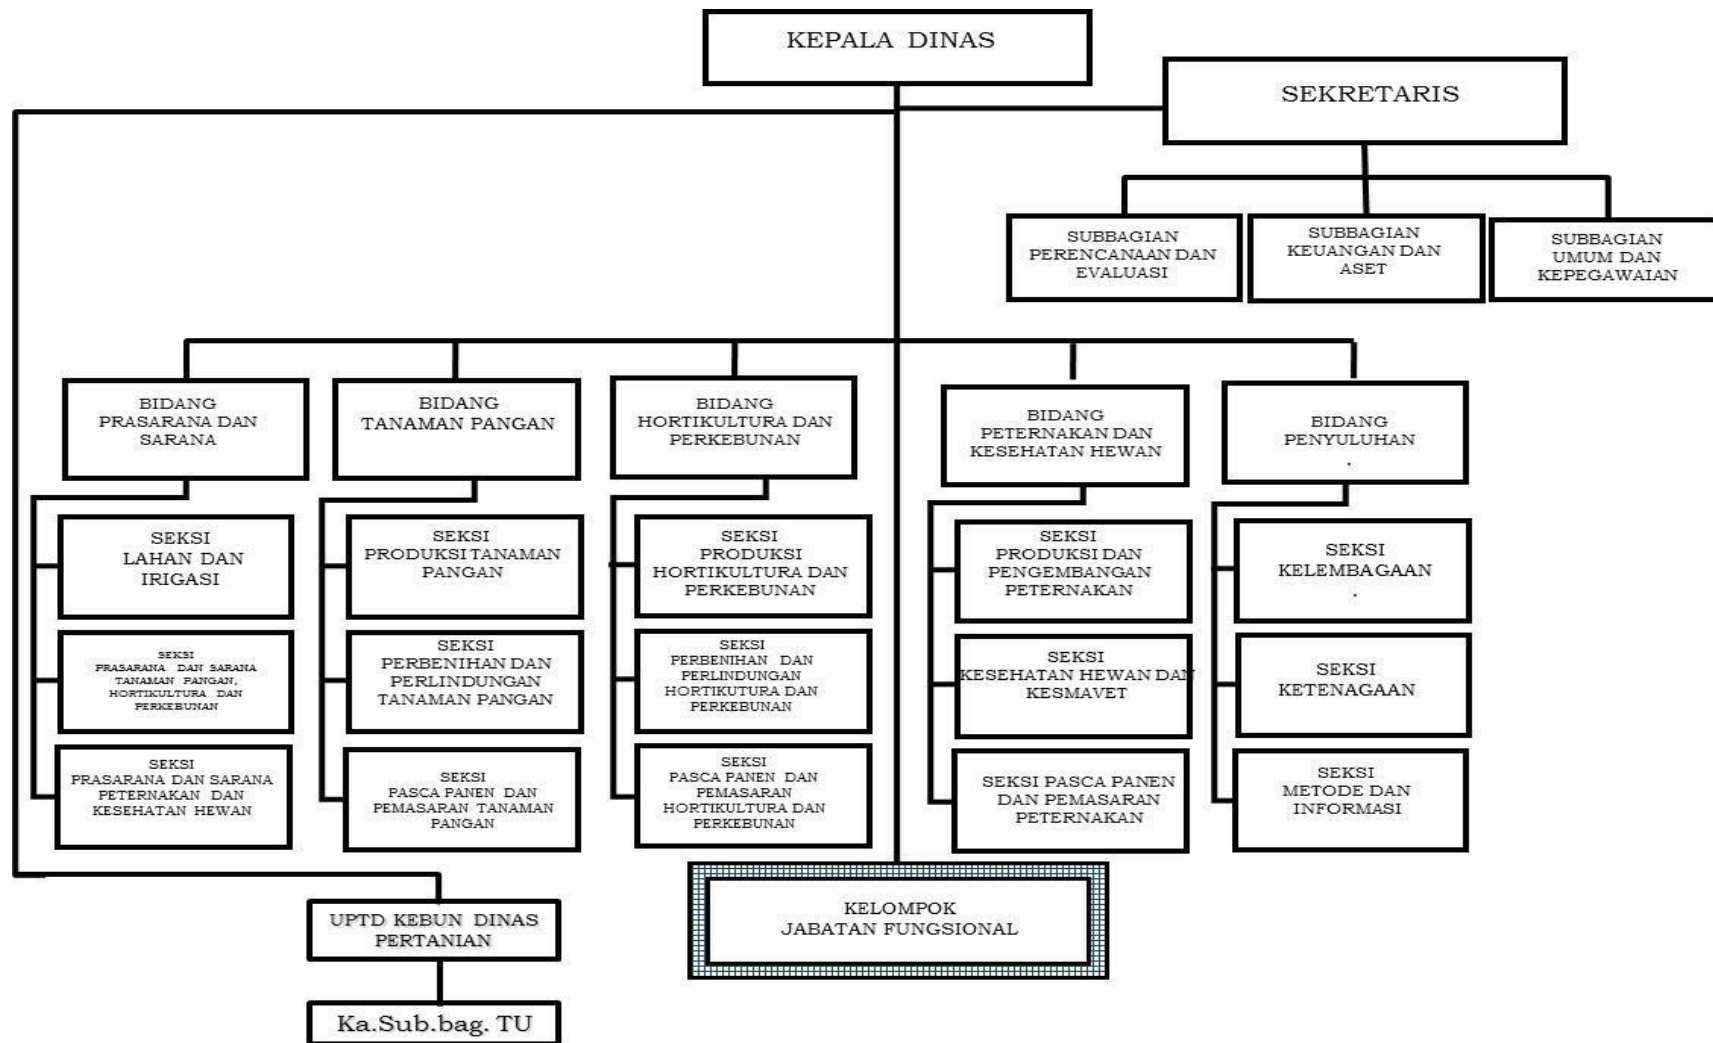 KEPALA DINAS
SEKRETARIS
SUBBAGIAN
PERENCANAAN DAN
EVALUASI
SUBBAGIAN
KEUANGAN DAN
ASET
SUBBAGIAN
UMUM DAN
KEPEGAWAIAN
BIDANG
PRASARANA DAN
SARANA
BIDANG
TANAMAN PANGAN
BIDANG
HORTIKULTURA DAN
PERKEBUNAN
BIDANG
PETERNAKAN DAN
KESEHATAN HEWAN
BIDANG
PENYULUHAN
.
SEKSI
LAHAN DAN
IRIGASI
SEKSI
PRODUKSI TANAMAN
PANGAN
SEKSI
PRODUKSI
HORTIKULTURA DAN
PERKEBUNAN
SEKSI
PRODUKSI DAN
PENGEMBANGAN
PETERNAKAN
SEKSI
KELEMBAGAAN
.
SEKSI
PRASARANA DAN SARANA
TANAMAN PANGAN,
HORTIKULTURA DAN
PERKEBUNAN
SEKSI
PERBENIHAN DAN
PERLINDUNGAN
TANAMAN PANGAN
SEKSI
PERBENIHAN DAN
PERLINDUNGAN
HORTIKUTURA DAN
PERKEBUNAN
SEKSI
KESEHATAN HEWAN DAN
KESMAVET
SEKSI
KETENAGAAN
SEKSI
PRASARANA DAN SARANA
PETERNAKAN DAN
KESEHATAN HEWAN
SEKSI
PASCA PANEN DAN
PEMASARAN TANAMAN
PANGAN
SEKSI
PASCA PANEN DAN
PEMASARAN
HORTIKULTURA DAN
PERKEBUNAN
SEKSI PASCA PANEN
DAN PEMASARAN
PETERNAKAN
SEKSI
METODE DAN
INFORMASI
UPTD KEBUN DINAS
PERTANIAN
KELOMPOK
JABATAN FUNGSIONAL
Ka.Sub.bag. TU